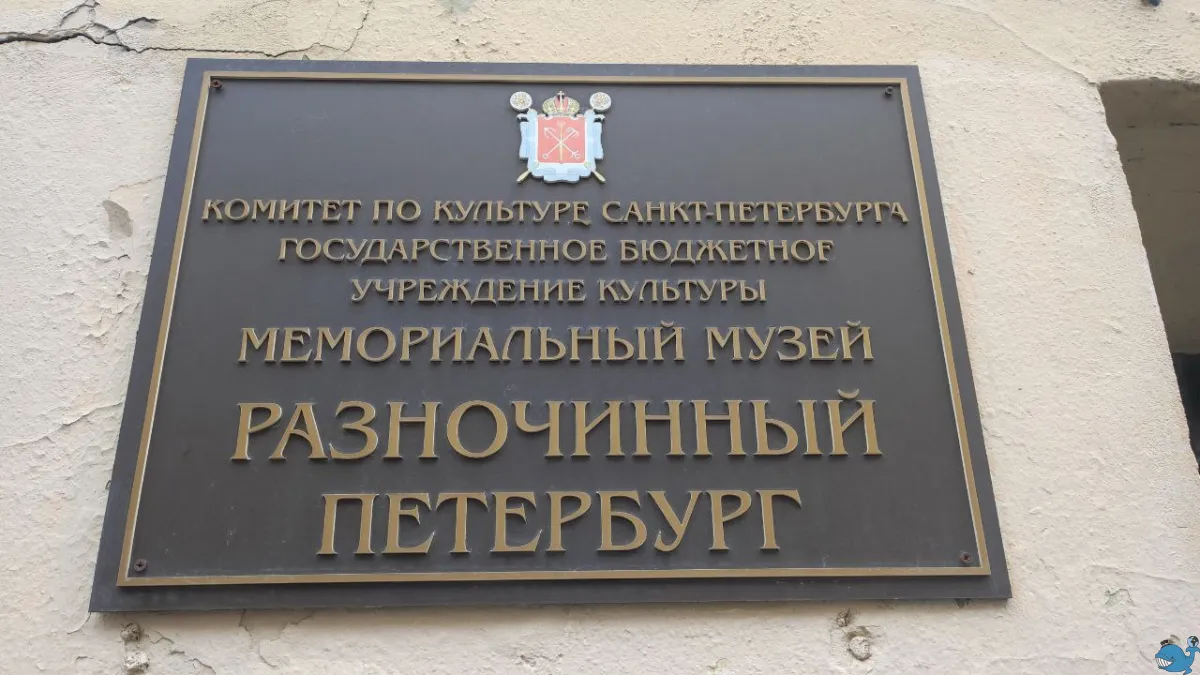 КОМИТЕТ ПО КУЛЬТУРЕ САНКТ-ПЕТЕРБУРГА
ГОСУДАРСТВЕННОЕ БЮДЖЕТНОЕ
УЧРЕЖДЕНИЕ КУЛЬТУРЫ
МЕМОРИАЛЬНЫЙ МУЗЕЙ
РАЗНОЧИННЫЙ
ПЕТЕРБУРГ